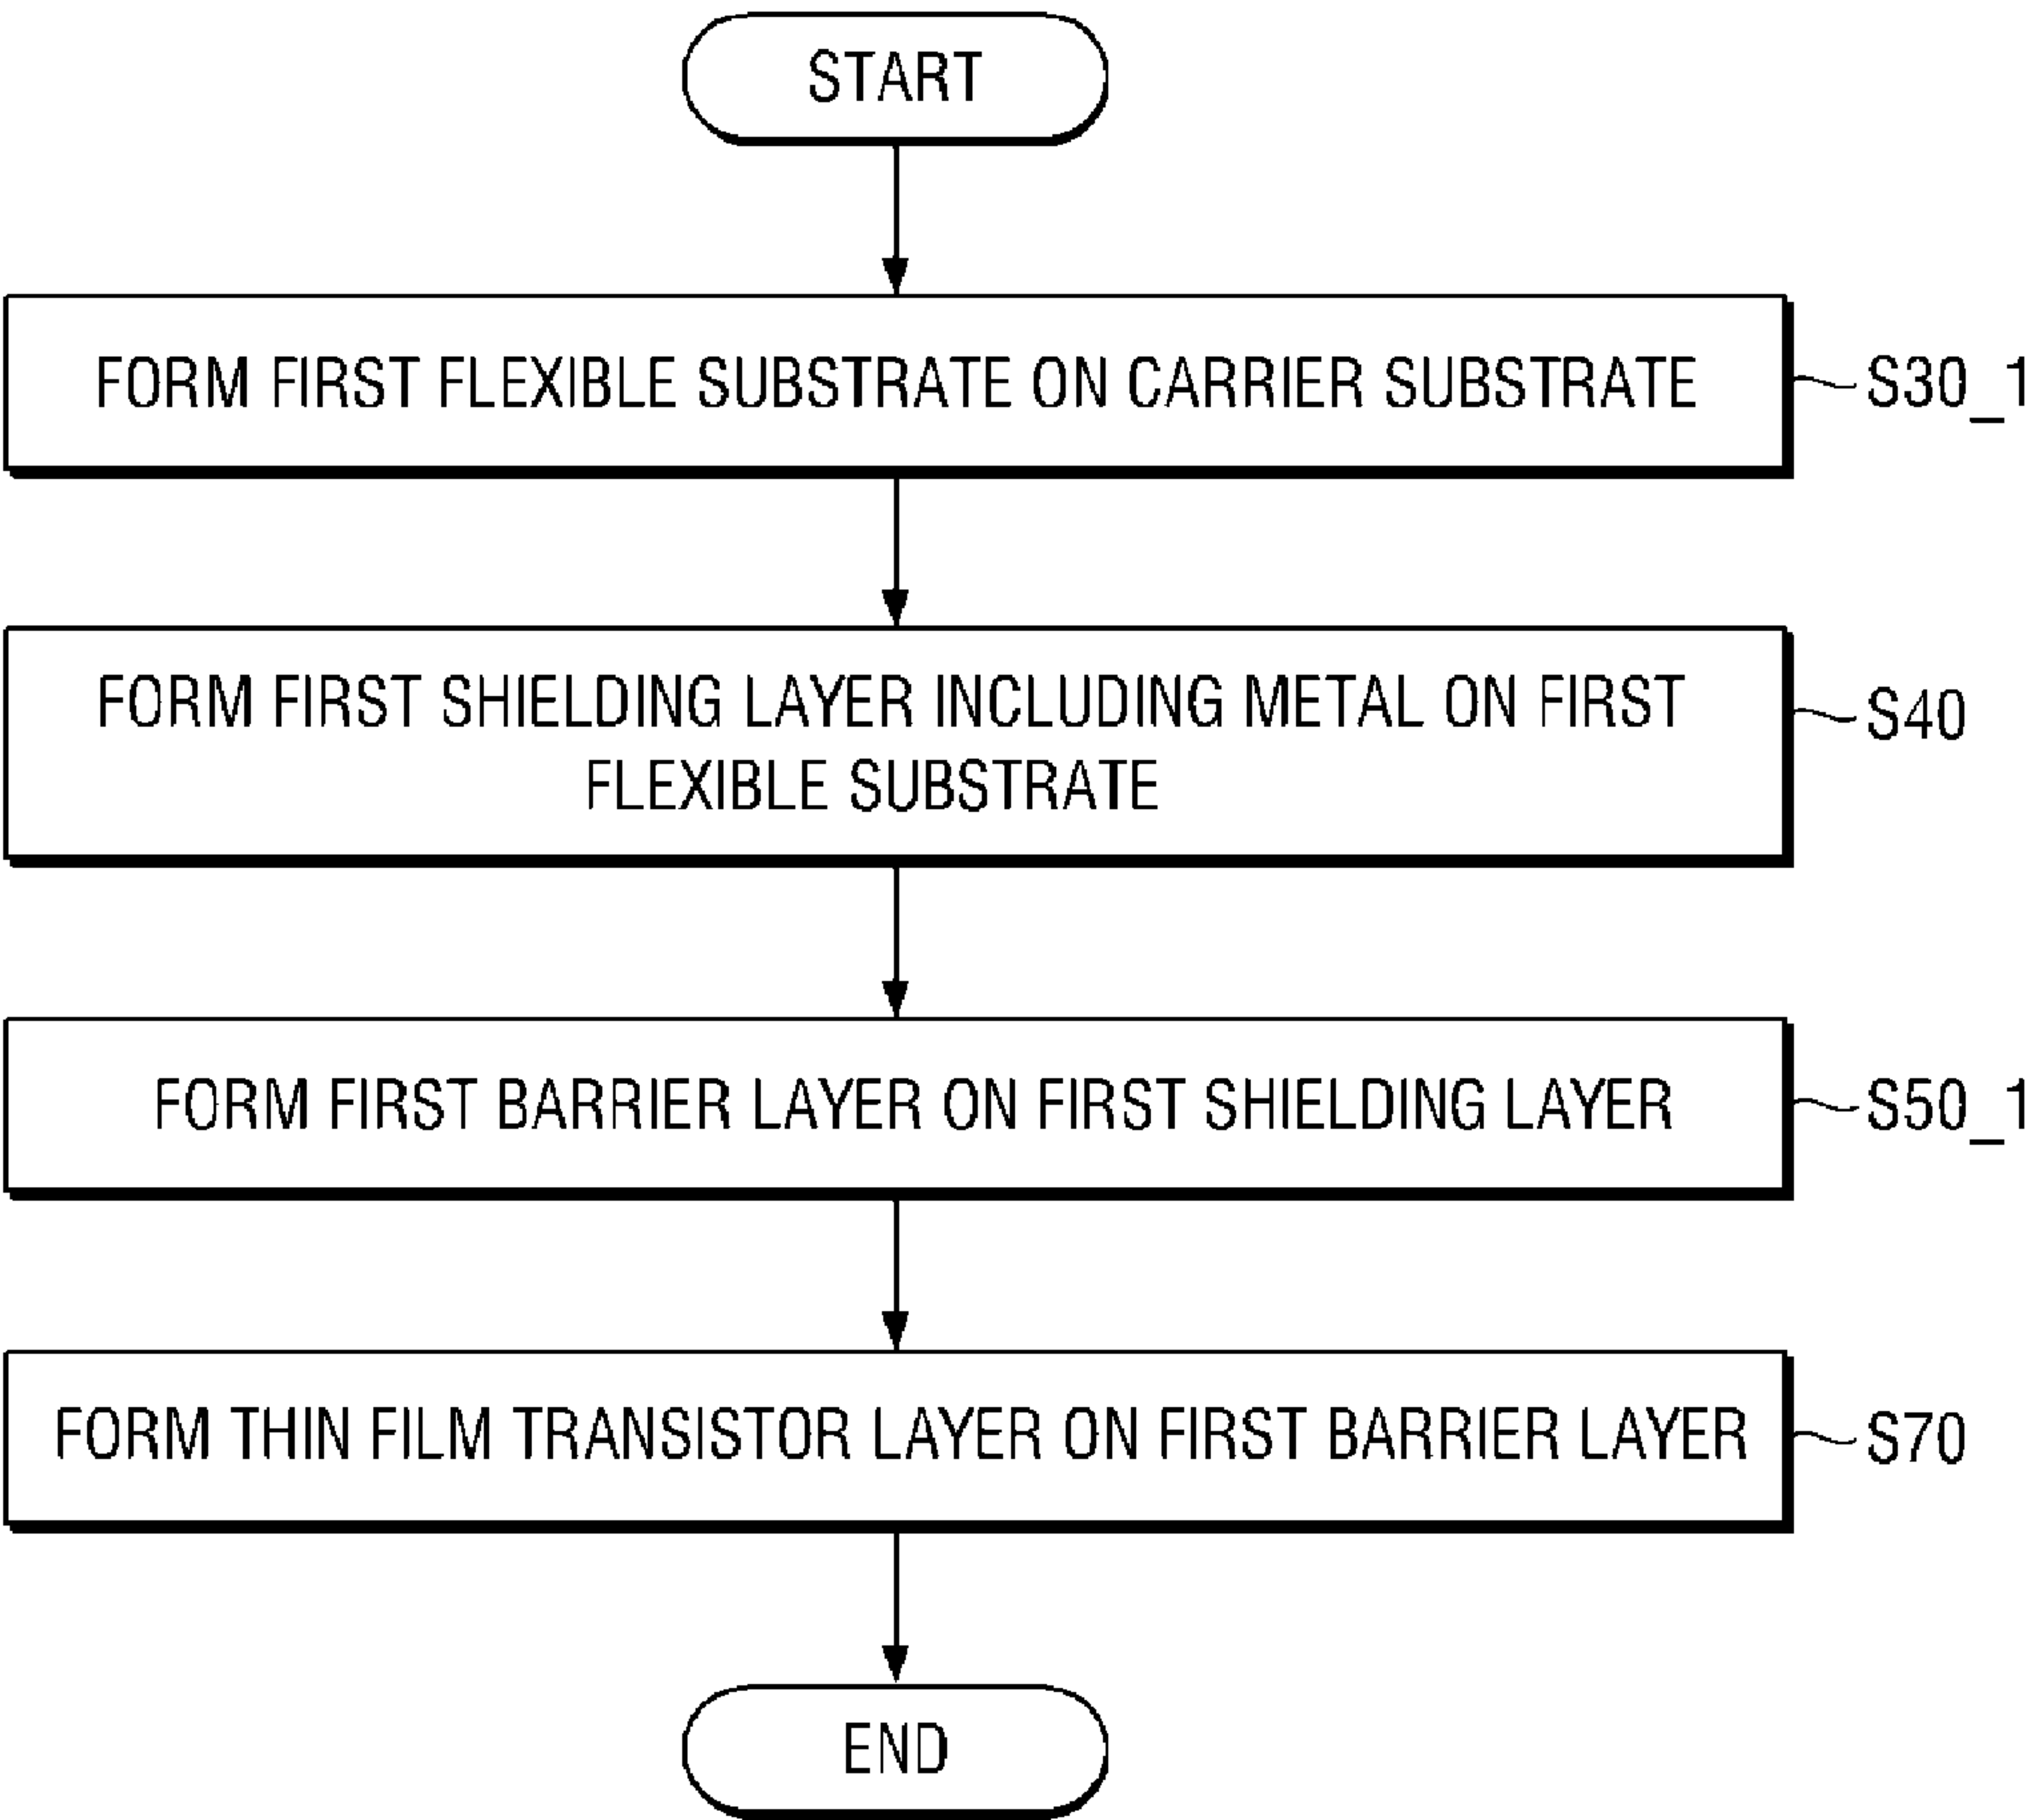 START
FORM FIRST FLEXIBLE SUBSTRATE ON CARRIER SUBSTRATE
S30_1
FORM FIRST SHIELDING LAYER INCLUDING METAL ON FIRST
FLEXIBLE SUBSTRATE
S40
FORM FIRST BARRIER LAYER ON FIRST SHIELDING LAYER
S50_1
FORM THIN FILM TRANSISTOR LAYER ON FIRST BARRIER LAYER
S70
END